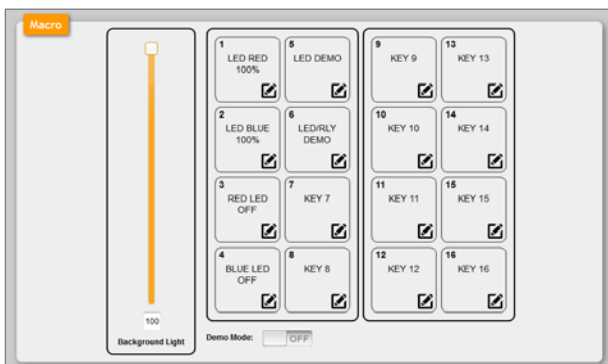 Macro
1
LED RED
100%
5
LED DEMO
9
KEY 9
13
KEY 13
2
LED BLUE
100%
6
LED/RLY
DEMO
10
KEY 10
14
KEY 14
3
RED LED
OFF
7
KEY 7
11
KEY 11
15
KEY 15
4
BLUE LED
OFF
8
KEY 8
12
KEY 12
16
KEY 16
100
Background Light
Demo Mode: OFF